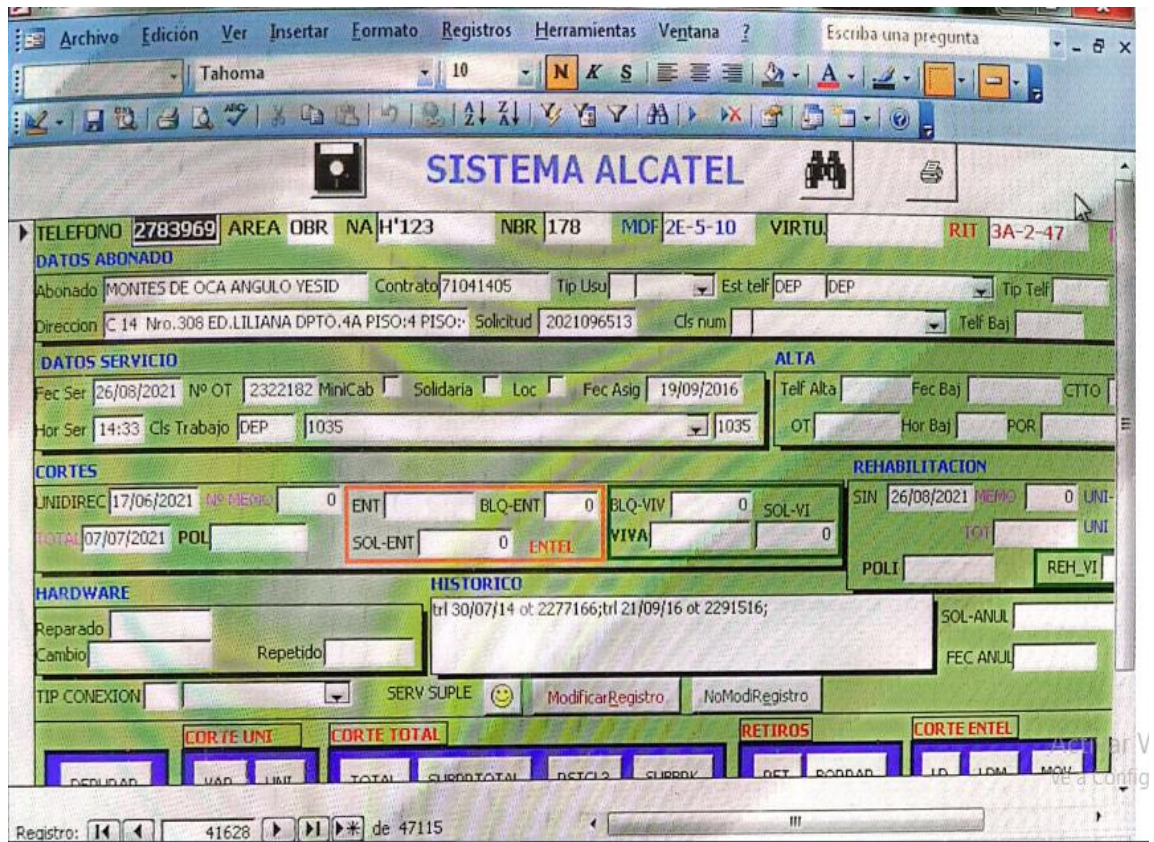 Archivo Edición Ver Insertar Formato Registros Herramientas Ventana ? Escriba una pregunta
Tahoma 10 N K S
SISTEMA ALCATEL
TELEFONO 2783969 AREA OBR NA H'123 NBR 178 MDF 2E-5-10 VIRTU RIT 3A-2-47
DATOS ABONADO
Abonado MONTES DE OCA ANGULO YESID Contrato 71041405 Tip Usu Est telf DEP DEP Tip Telf
Direccion C 14 Nro.308 ED.LILIANA DPTO.4A PISO:4 PISO: Solicitud 2021096513 Cls num Telf Baj
DATOS SERVICIO ALTA
Fec Ser 26/08/2021 Nº OT 2322182 MiniCab Solidaria Loc Fec Asig 19/09/2016 Telf Alta Fec Baj CTTO
Hor Ser 14:33 Cls Trabajo DEP 1035 1035 OT Hor Baj POR
CORTES REHABILITACION
UNIDIREC 17/06/2021 Nº MEMO 0 ENT BLQ-ENT 0 BLQ-VIV 0 SOL-VI SIN 26/08/2021 MEMO 0 UNI-
TOTAL 07/07/2021 POL SOL-ENT 0 ENTEL VIVA 0 TOT UNI
POLI REH_VI
HARDWARE HISTORICO
trl 30/07/14 ot 2277166;trl 21/09/16 ot 2291516; SOL-ANUL
Reparado
Cambio Repetido FEC ANUL
TIP CONEXION SERV SUPLE ModificarRegistro NoModiRegistro
CORTE UNI CORTE TOTAL RETIROS CORTE ENTEL
UNI TOTAL RET LD LDM MOV
Registro: 41628 de 47115